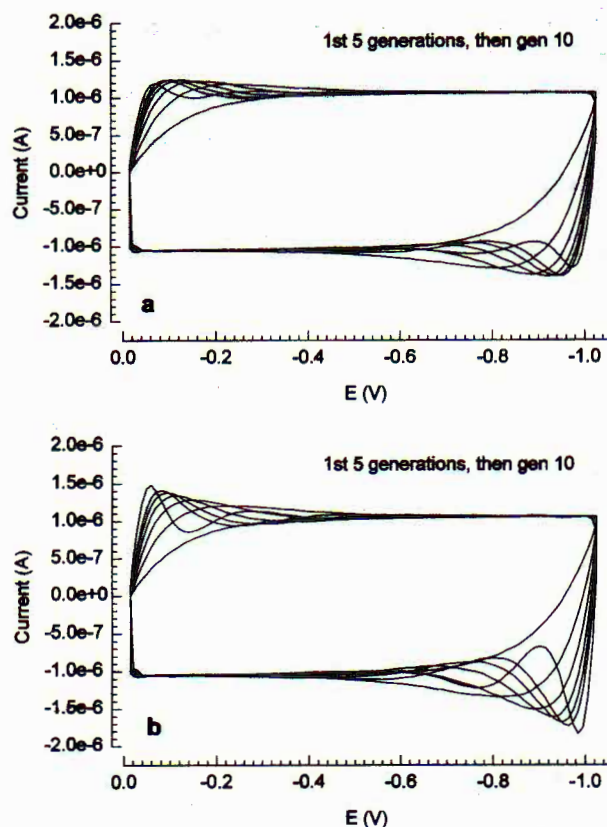 2.0e-6
1st 5 generations, then gen 10
1.5e-6
1.0e-6
5.0e-7
0.0e+0
-5.0e-7
-1.0e-6
-1.5e-6
-2.0e-6
Current (A)
a
0.0 -0.2 -0.4 -0.6 -0.8 -1.0
E (V)
2.0e-6
1st 5 generations, then gen 10
1.5e-6
1.0e-6
5.0e-7
0.0e+0
-5.0e-7
-1.0e-6
-1.5e-6
-2.0e-6
Current (A)
b
0.0 -0.2 -0.4 -0.6 -0.8 -1.0
E (V)